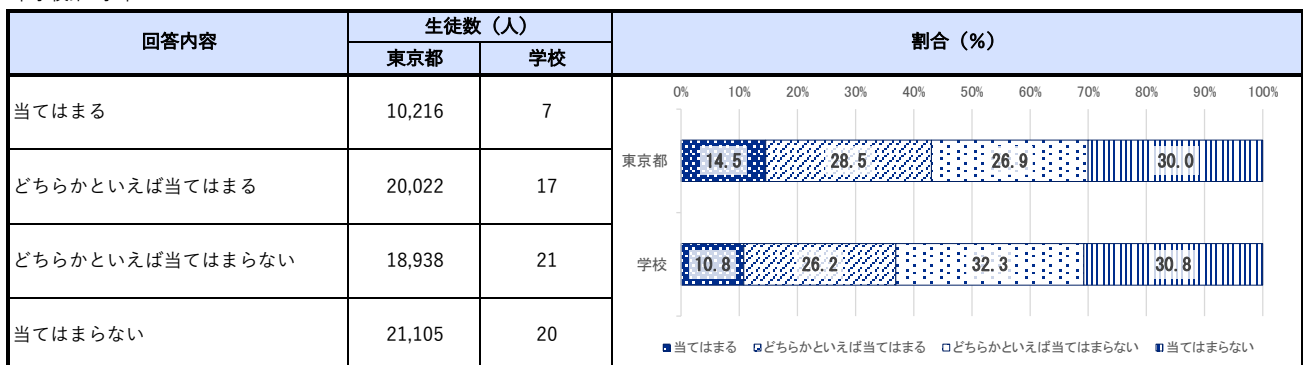 回答内容
生徒数（人）
割合（%）
東京都 学校
当てはまる 10,216 7
どちらかといえば当てはまる 20,022 17
どちらかといえば当てはまらない 18,938 21
当てはまらない 21,105 20
0% 10% 20% 30% 40% 50% 60% 70% 80% 90% 100%
東京都 14.5 28.5 26.9 30.0
学校 10.8 26.2 32.3 30.8
当てはまる どちらかといえば当てはまる どちらかといえば当てはまらない 当てはまらない